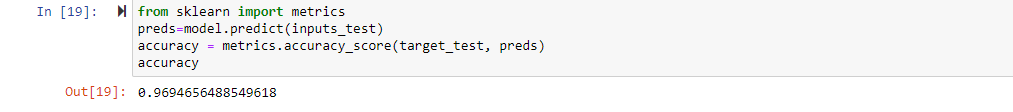 In [19]: from sklearn import metrics
preds=model.predict(inputs_test)
accuracy = metrics.accuracy_score(target_test, preds)
accuracy
Out[19]: 0.9694656488549618